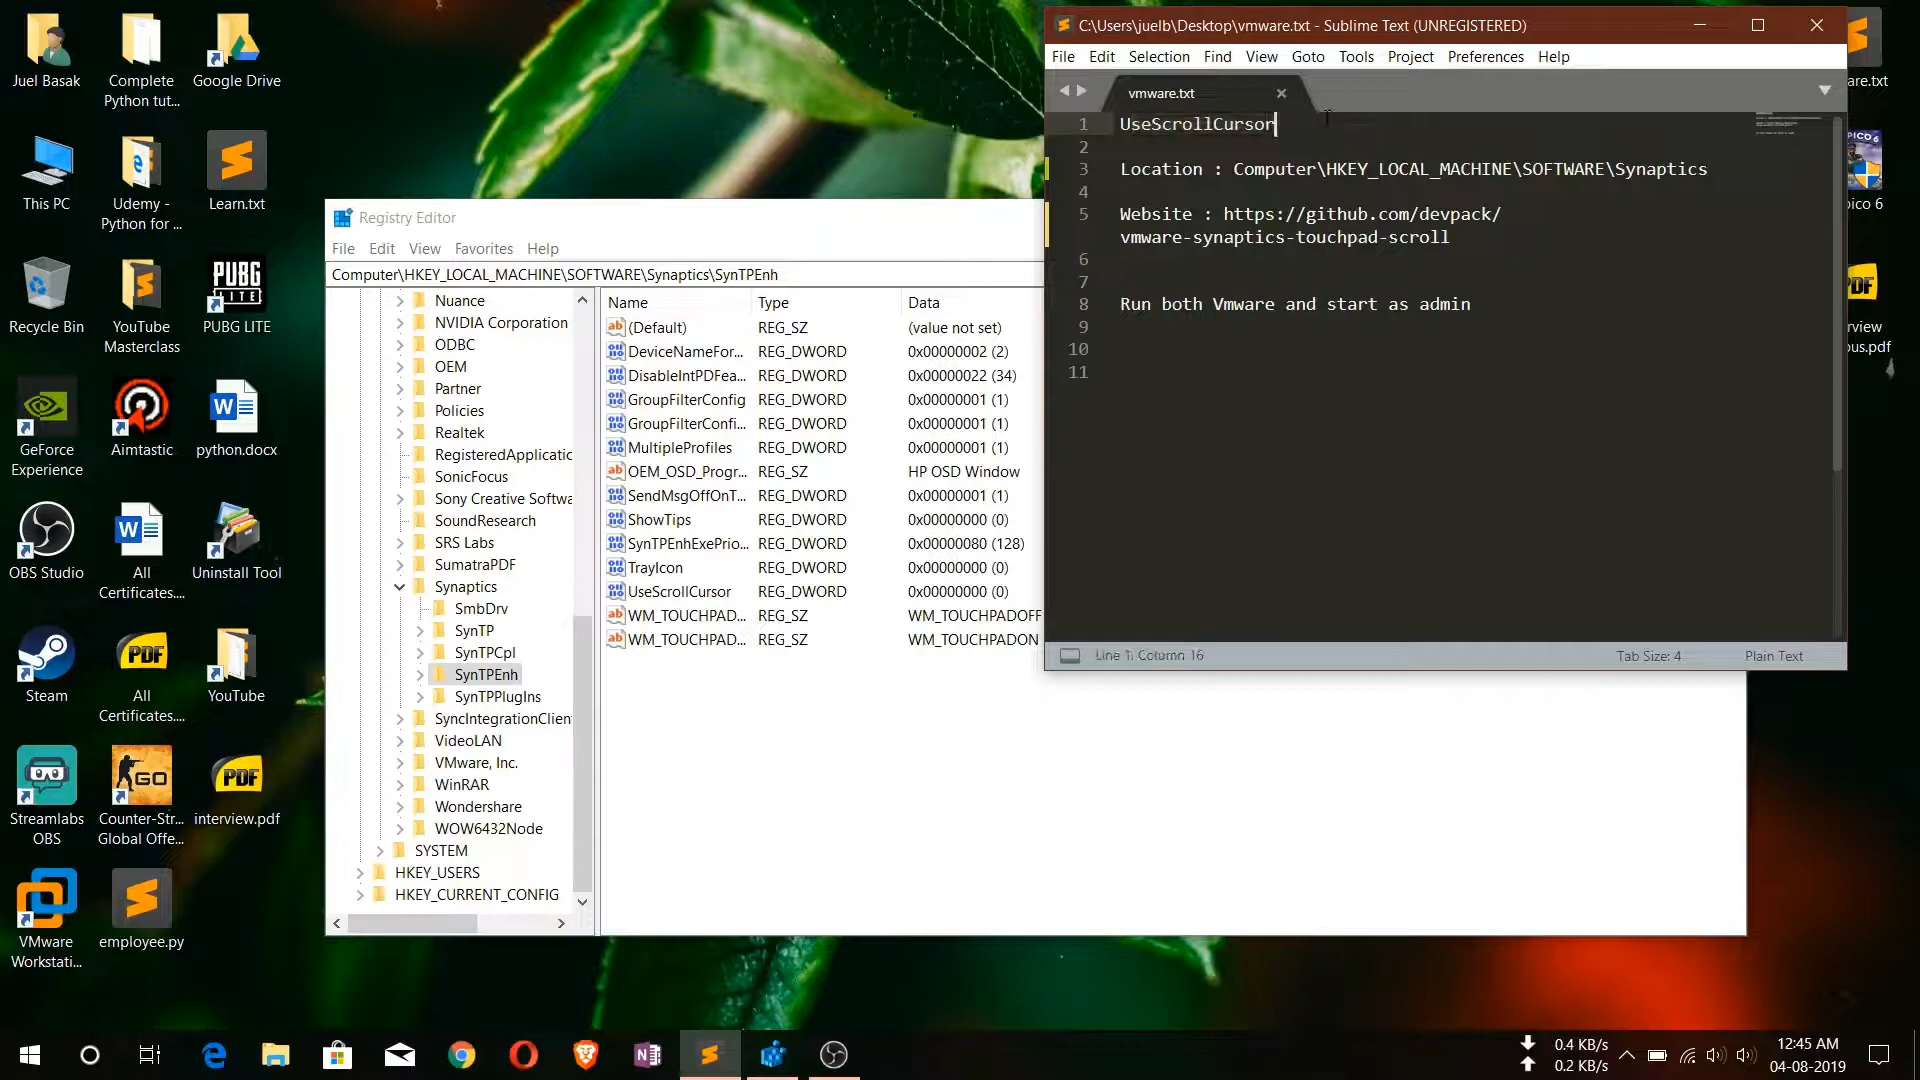 Juel Basak
Complete
Python tut...
Google Drive
This PC
Udemy -
Python for ...
Learn.txt
Recycle Bin
YouTube
Masterclass
PUBG LITE
GeForce
Experience
Aimtastic
python.docx
OBS Studio
All
Certificates....
Uninstall Tool
Steam
All
Certificates....
YouTube
Streamlabs
OBS
Counter-Str...
Global Offe...
interview.pdf
VMware
Workstati...
employee.py
Registry Editor
File Edit View Favorites Help
Computer\HKEY_LOCAL_MACHINE\SOFTWARE\Synaptics\SynTPEnh
Nuance
NVIDIA Corporation
ODBC
OEM
Partner
Policies
Realtek
RegisteredApplicatic
SonicFocus
Sony Creative Softwa
SoundResearch
SRS Labs
SumatraPDF
Synaptics
SmbDrv
SynTP
SynTPCpl
SynTPEnh
SynTPPlugIns
SyncIntegrationClien
VideoLAN
VMware, Inc.
WinRAR
Wondershare
WOW6432Node
SYSTEM
HKEY_USERS
HKEY_CURRENT_CONFIG
Name Type Data
(Default) REG_SZ (value not set)
DeviceNameFor... REG_DWORD 0x00000002 (2)
DisableIntPDFea... REG_DWORD 0x00000022 (34)
GroupFilterConfig REG_DWORD 0x00000001 (1)
GroupFilterConfi... REG_DWORD 0x00000001 (1)
MultipleProfiles REG_DWORD 0x00000001 (1)
OEM_OSD_Progr... REG_SZ HP OSD Window
SendMsgOffOnT... REG_DWORD 0x00000001 (1)
ShowTips REG_DWORD 0x00000000 (0)
SynTPEnhExePrio... REG_DWORD 0x00000080 (128)
TrayIcon REG_DWORD 0x00000000 (0)
UseScrollCursor REG_DWORD 0x00000000 (0)
WM_TOUCHPAD... REG_SZ WM_TOUCHPADOFF
WM_TOUCHPAD... REG_SZ WM_TOUCHPADON
C:\Users\juelb\Desktop\vmware.txt - Sublime Text (UNREGISTERED)
File Edit Selection Find View Goto Tools Project Preferences Help
vmware.txt
1 UseScrollCursor
2
3 Location : Computer\HKEY_LOCAL_MACHINE\SOFTWARE\Synaptics
4
5 Website : https://github.com/devpack/
vmware-synaptics-touchpad-scroll
6
7
8 Run both Vmware and start as admin
9
10
11
Line 1, Column 16 Tab Size: 4 Plain Text
are.txt
PICO 6
pico 6
PDF
rview
ous.pdf
0.4 KB/s
0.2 KB/s
12:45 AM
04-08-2019